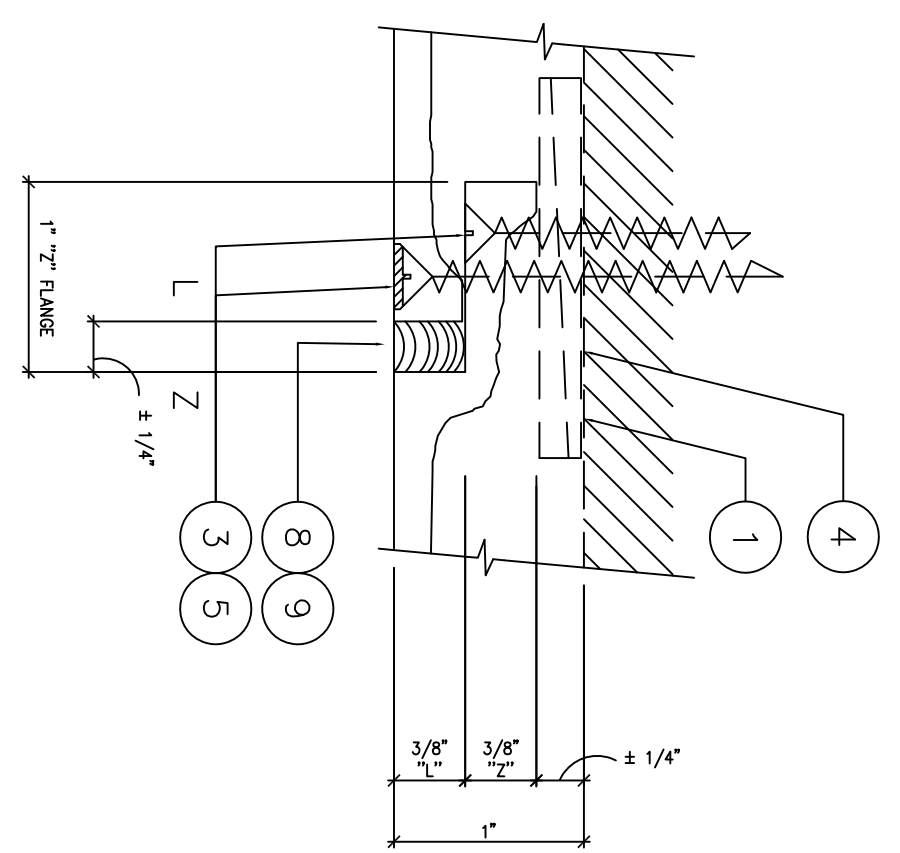 1" "Z" FLANGE
L
Z
± 1/4"
3
8
5
9
1
4
3/8"
"L"
3/8"
"Z"
± 1/4"
1"